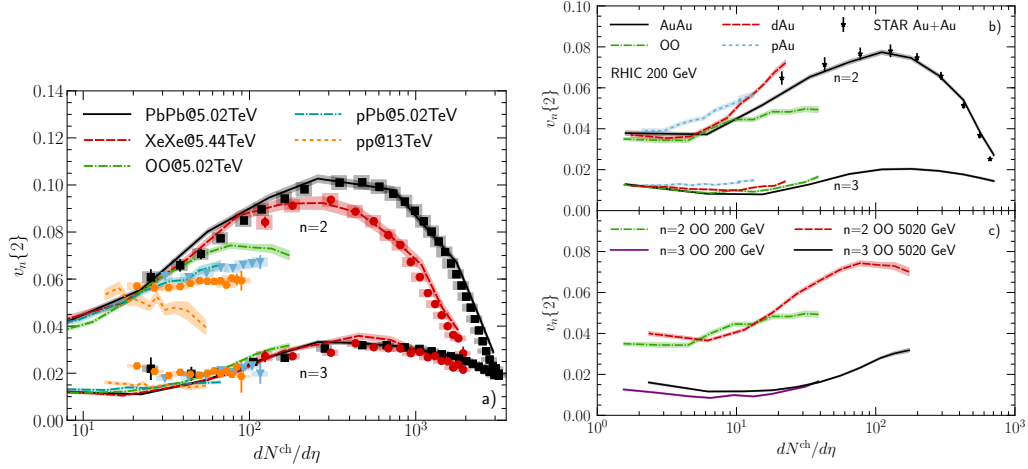 0.14
0.12
0.10
0.08
0.06
0.04
0.02
0.00
v_n{2}
PbPb@5.02TeV
XeXe@5.44TeV
OO@5.02TeV
pPb@5.02TeV
pp@13TeV
n=2
n=3
a)
10^1
10^2
10^3
dN^ch/dη
0.10
0.08
0.06
0.04
0.02
0.00
v_n{2}
AuAu
OO
dAu
pAu
STAR Au+Au
b)
RHIC 200 GeV
n=2
n=3
0.10
0.08
0.06
0.04
0.02
0.00
v_n{2}
n=2 OO 200 GeV
n=3 OO 200 GeV
n=2 OO 5020 GeV
n=3 OO 5020 GeV
c)
10^0
10^1
10^2
10^3
dN^ch/dη